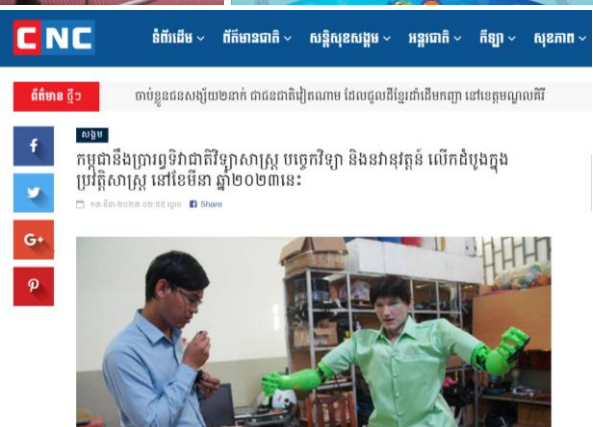 CNC
ទំព័រដើម ព័ត៌មានជាតិ សន្តិសុខសង្គម អន្តរជាតិ កីឡា សុខភាព
ព័ត៌មាន ថ្មីៗ ចាប់ខ្លួនជនសង្ស័យ២នាក់ ជាជនជាតិវៀតណាម ដែលជួលដីខ្មែរដាំដើមកញ្ឆា នៅខេត្តមណ្ឌលគិរី
សង្គម
កម្ពុជានឹងប្រារព្ធទិវាជាតិវិទ្យាសាស្ត្រ បច្ចេកវិទ្យា និងនវានុវត្តន៍ លើកដំបូងក្នុង
ប្រវត្តិសាស្ត្រ នៅខែមីនា ឆ្នាំ២០២៣នេះ
Share
f
G+